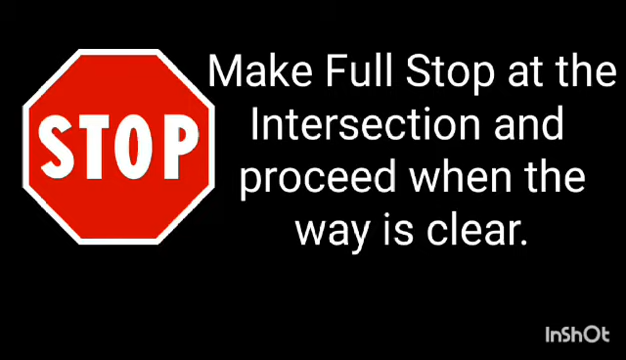 STOP
Make Full Stop at the
Intersection and
proceed when the
way is clear.
InShOt